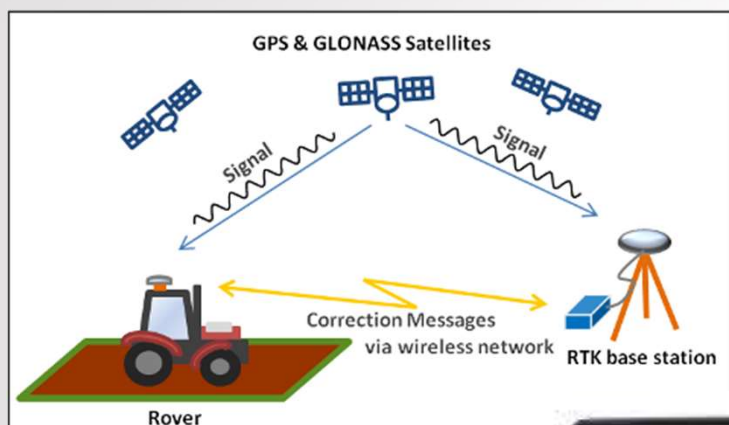 GPS & GLONASS Satellites
Signal
Signal
Correction Messages
via wireless network
RTK base station
Rover